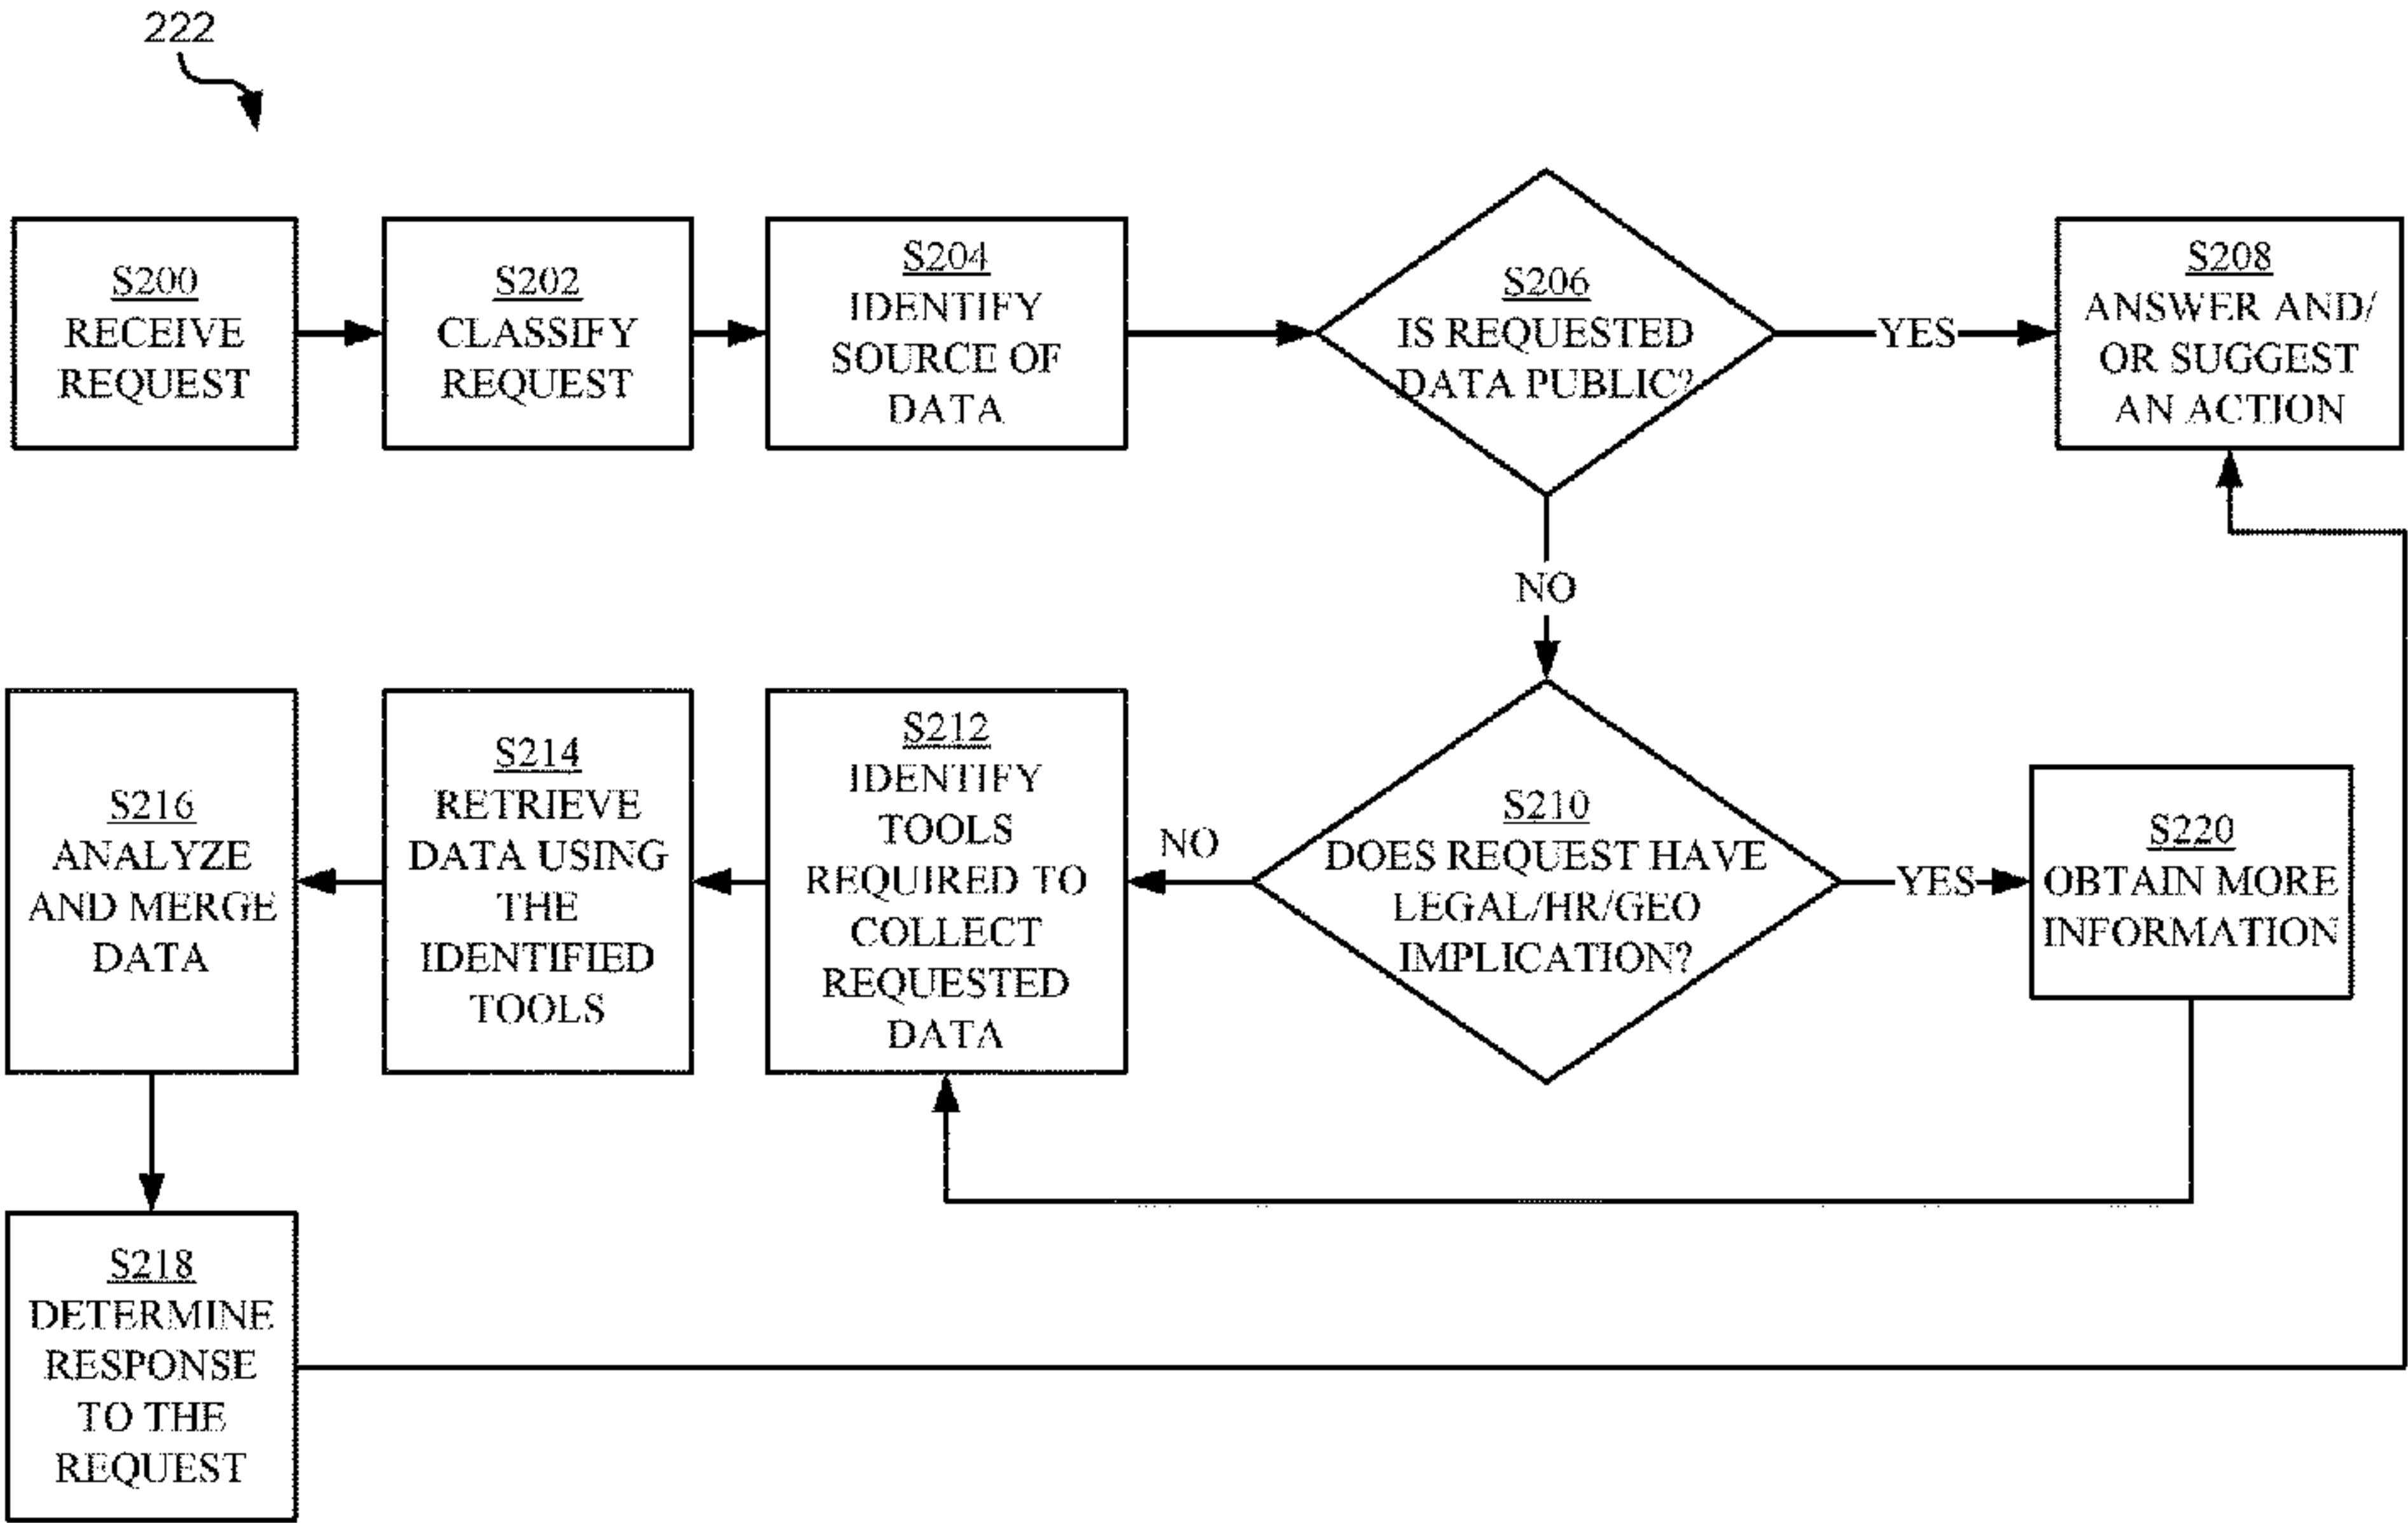 222
S200
RECEIVE
REQUEST
S202
CLASSIFY
REQUEST
S204
IDENTIFY
SOURCE OF
DATA
S206
IS REQUESTED
DATA PUBLIC?
YES
S208
ANSWER AND/
OR SUGGEST
AN ACTION
NO
S216
ANALYZE
AND MERGE
DATA
S214
RETRIEVE
DATA USING
THE
IDENTIFIED
TOOLS
S212
IDENTIFY
TOOLS
REQUIRED TO
COLLECT
REQUESTED
DATA
NO
S210
DOES REQUEST HAVE
LEGAL/HR/GEO
IMPLICATION?
YES
S220
OBTAIN MORE
INFORMATION
S218
DETERMINE
RESPONSE
TO THE
REQUEST